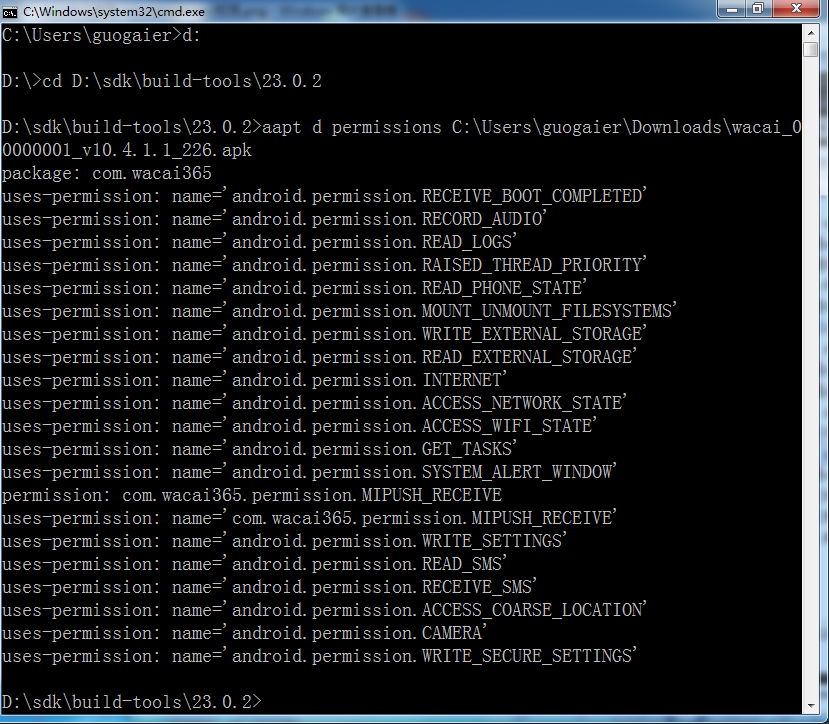 C:\Windows\system32\cmd.exe
C:\Users\guogaier>d:
D:\>cd D:\sdk\build-tools\23.0.2
D:\sdk\build-tools\23.0.2>aapt d permissions C:\Users\guogaier\Downloads\wacai_0
0000001_v10.4.1.1_226.apk
package: com.wacai365
uses-permission: name='android.permission.RECEIVE_BOOT_COMPLETED'
uses-permission: name='android.permission.RECORD_AUDIO'
uses-permission: name='android.permission.READ_LOGS'
uses-permission: name='android.permission.RAISED_THREAD_PRIORITY'
uses-permission: name='android.permission.READ_PHONE_STATE'
uses-permission: name='android.permission.MOUNT_UNMOUNT_FILESYSTEMS'
uses-permission: name='android.permission.WRITE_EXTERNAL_STORAGE'
uses-permission: name='android.permission.READ_EXTERNAL_STORAGE'
uses-permission: name='android.permission.INTERNET'
uses-permission: name='android.permission.ACCESS_NETWORK_STATE'
uses-permission: name='android.permission.ACCESS_WIFI_STATE'
uses-permission: name='android.permission.GET_TASKS'
uses-permission: name='android.permission.SYSTEM_ALERT_WINDOW'
permission: com.wacai365.permission.MIPUSH_RECEIVE
uses-permission: name='com.wacai365.permission.MIPUSH_RECEIVE'
uses-permission: name='android.permission.WRITE_SETTINGS'
uses-permission: name='android.permission.READ_SMS'
uses-permission: name='android.permission.RECEIVE_SMS'
uses-permission: name='android.permission.ACCESS_COARSE_LOCATION'
uses-permission: name='android.permission.CAMERA'
uses-permission: name='android.permission.WRITE_SECURE_SETTINGS'
D:\sdk\build-tools\23.0.2>